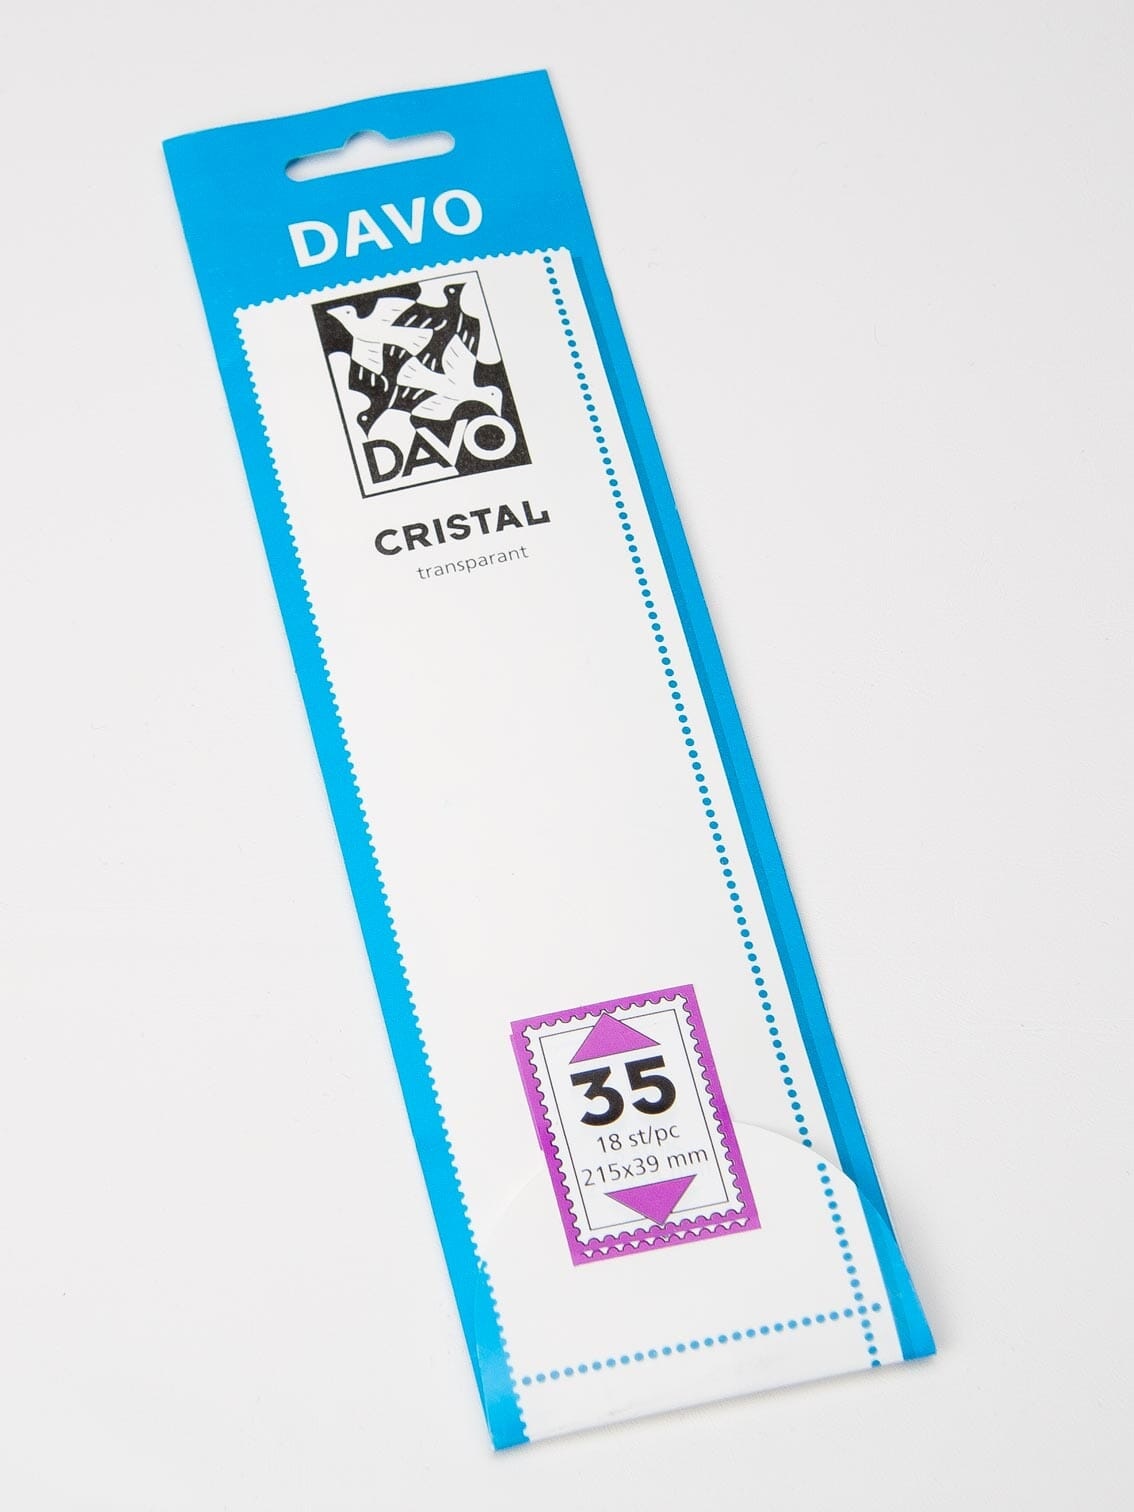 DAVO
DAVO
CRISTAL
transparant
35
18 st/pc
215x39 mm